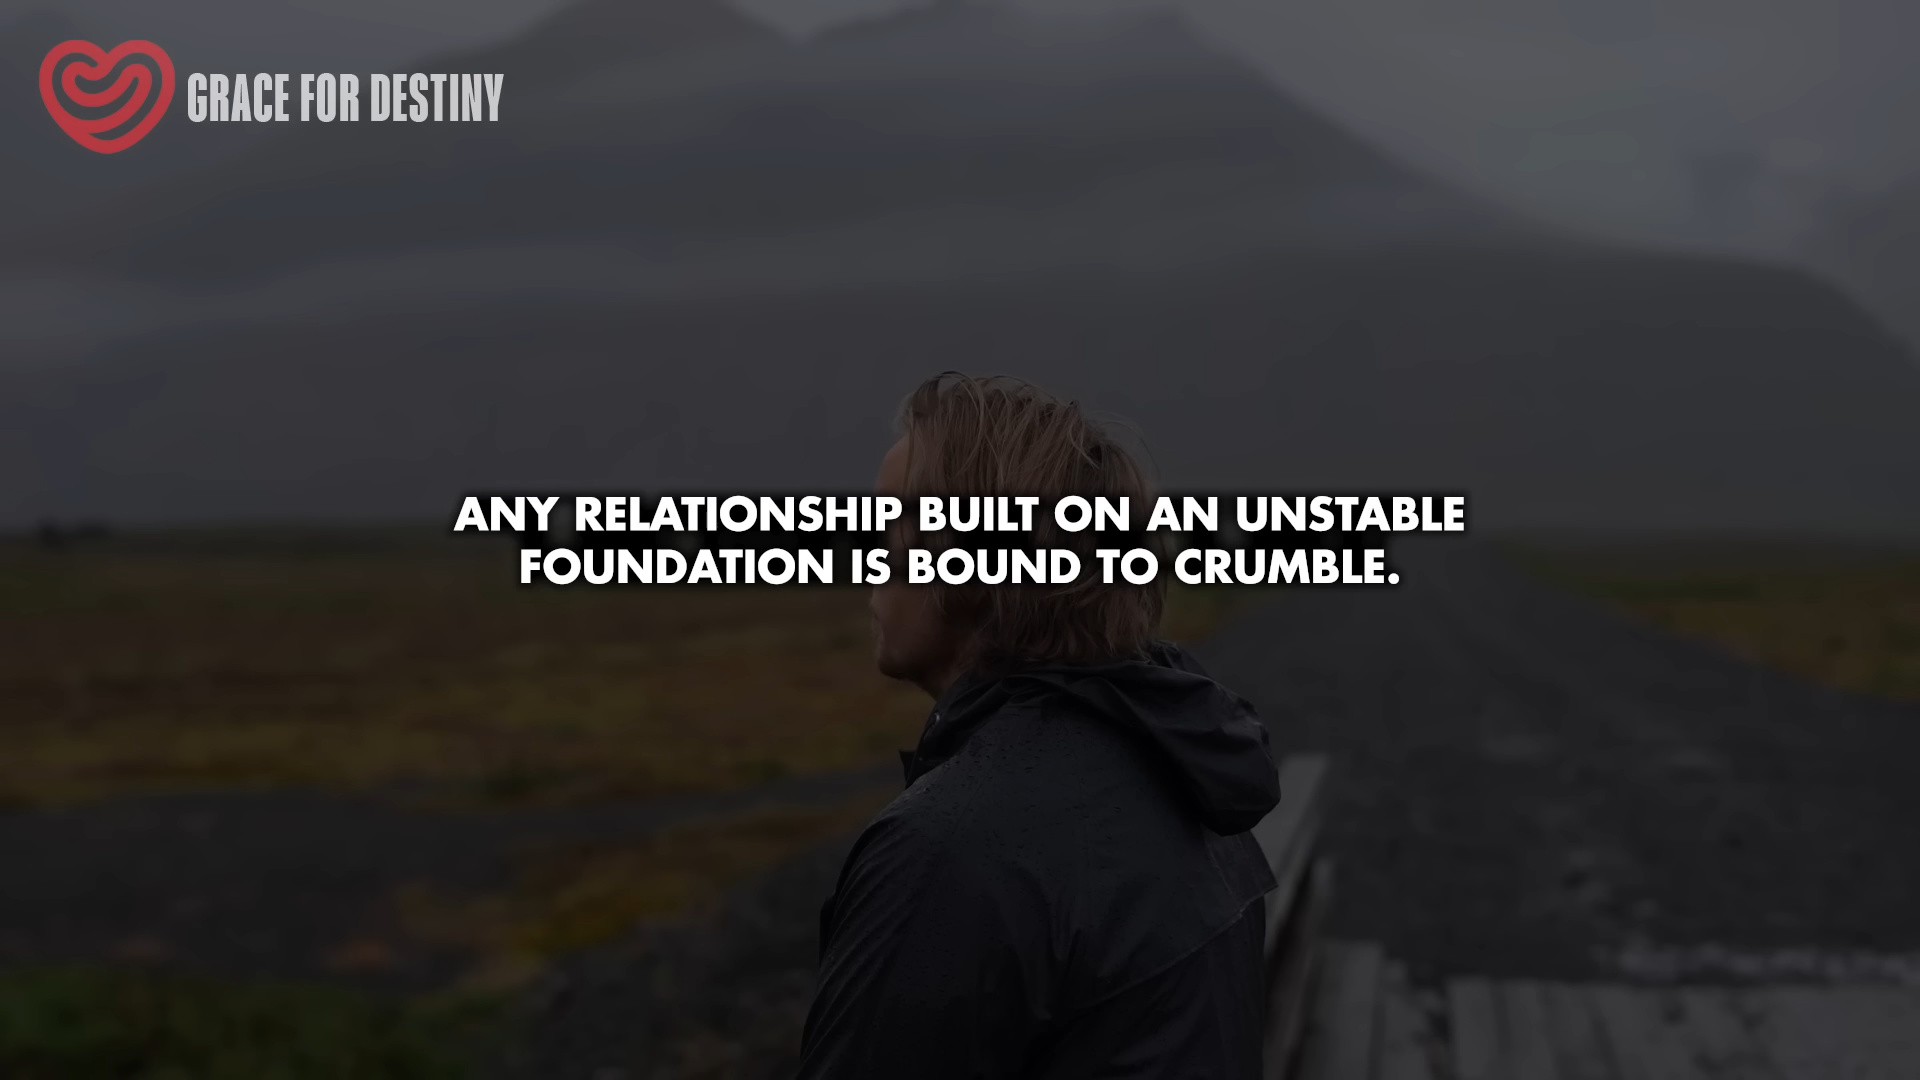 GRACE FOR DESTINY
ANY RELATIONSHIP BUILT ON AN UNSTABLE
FOUNDATION IS BOUND TO CRUMBLE.